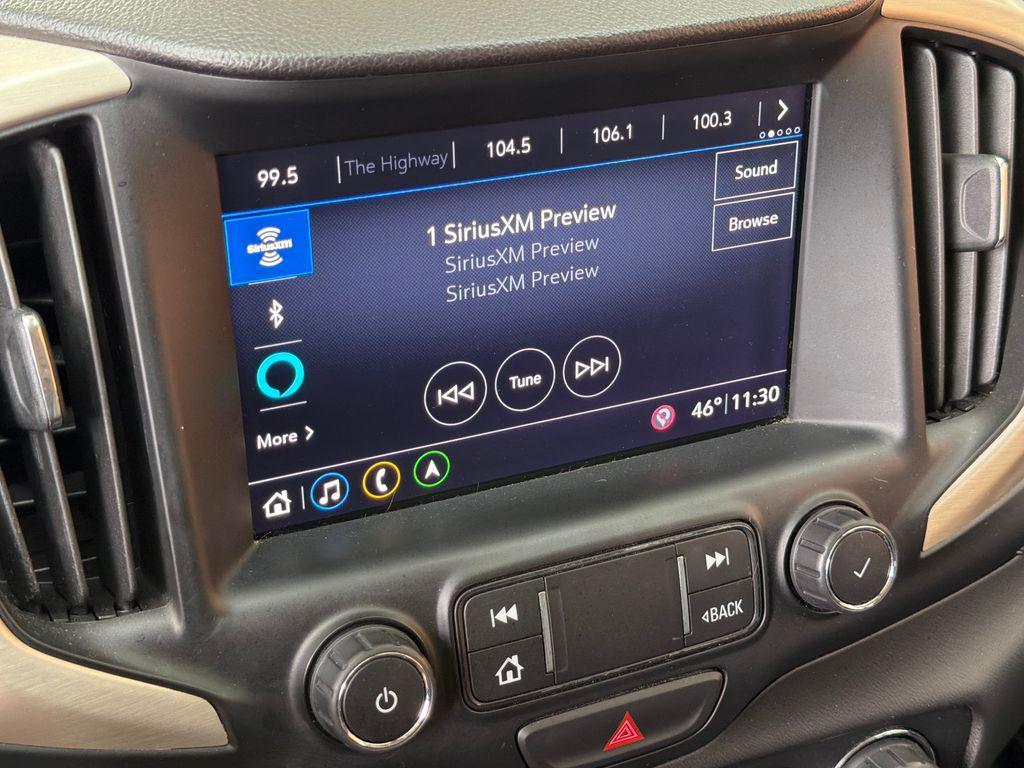 99.5 | The Highway | 104.5 | 106.1 | 100.3
SiriusXM
1 SiriusXM Preview
SiriusXM Preview
SiriusXM Preview
Sound
Browse
Tune
More
46° | 11:30
BACK